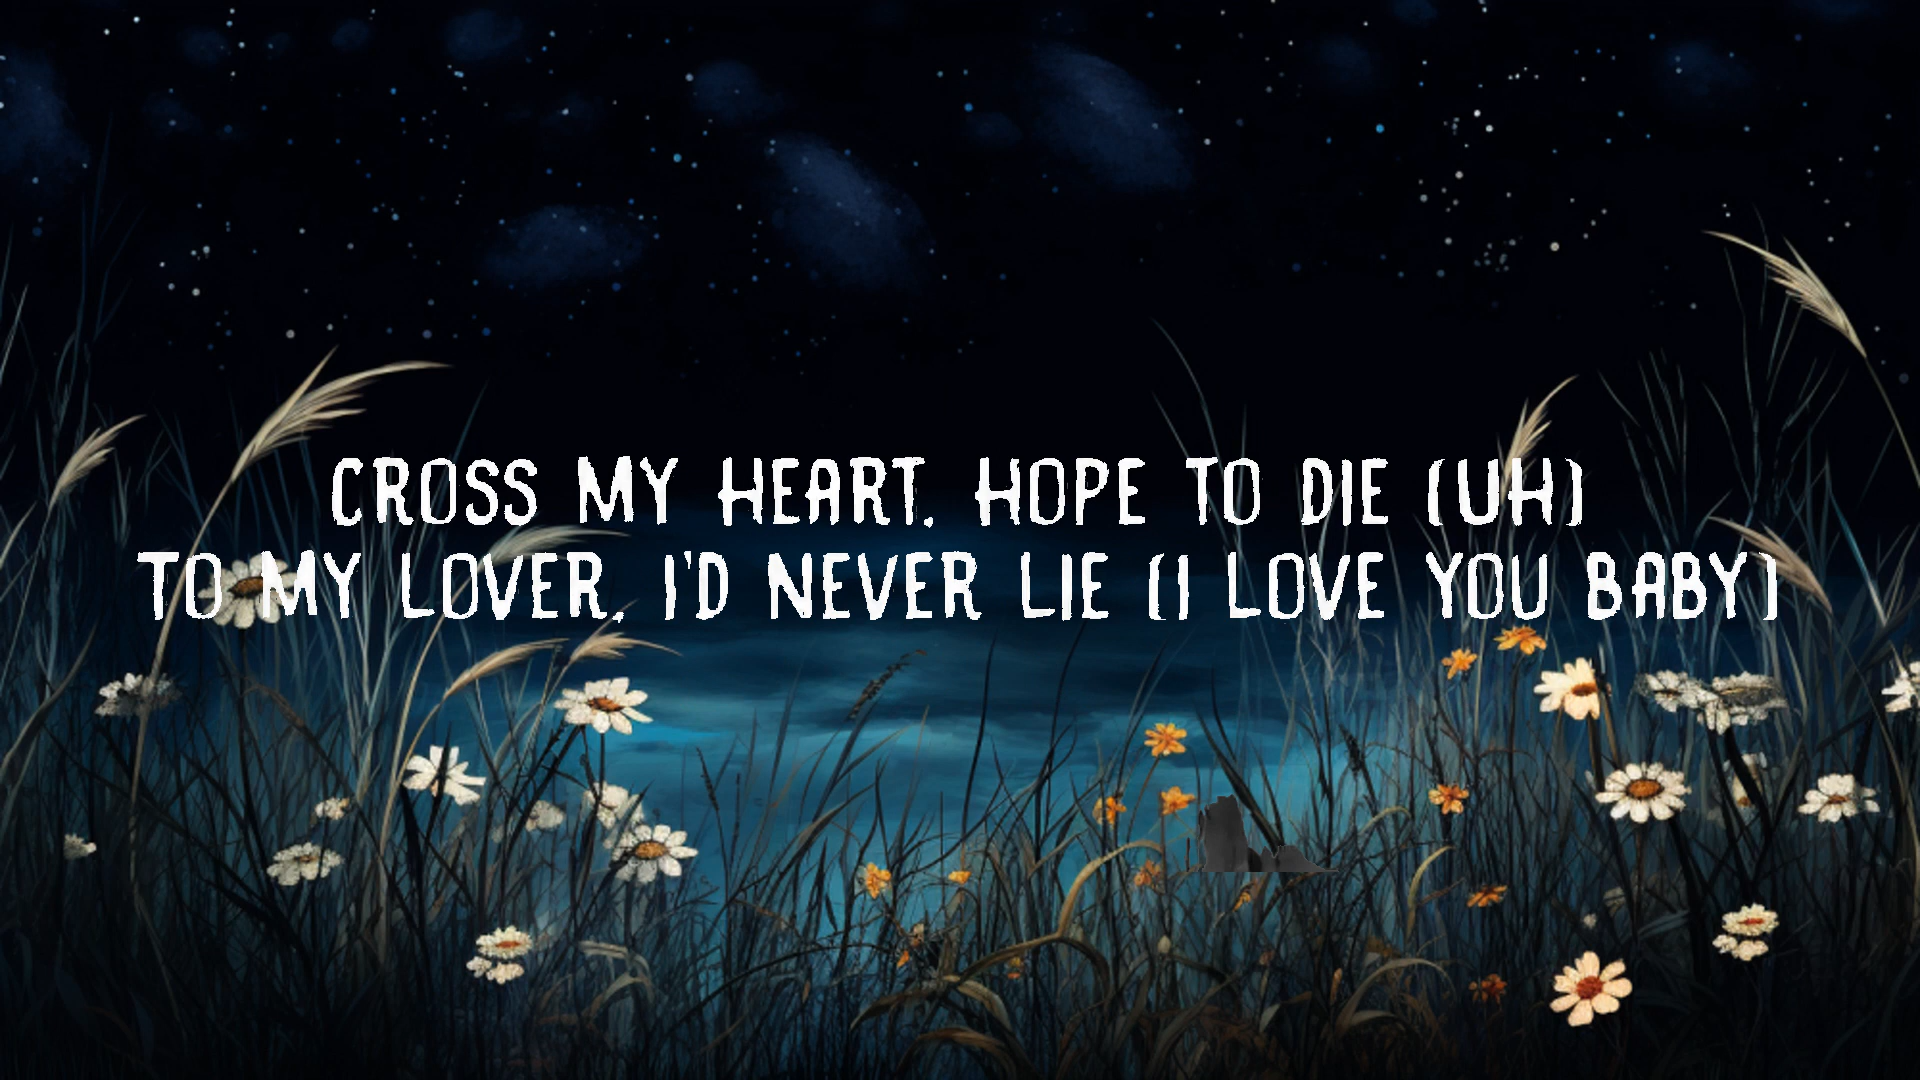 CROSS MY HEART, HOPE TO DIE (UH)
TO MY LOVER, I'D NEVER LIE (I LOVE YOU BABY)